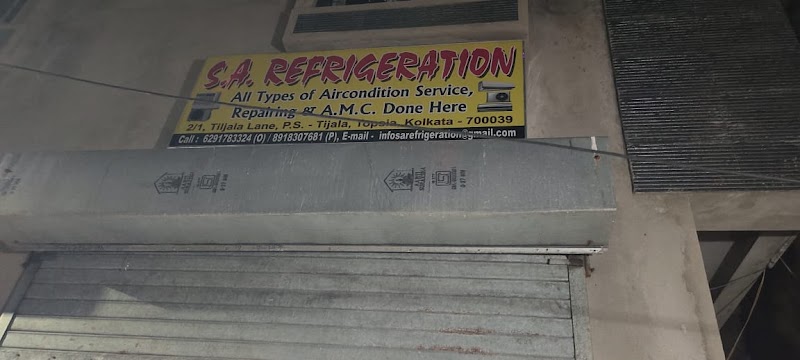 S.A. REFRIGERATION
All Types of Aircondition Service,
Repairing & A.M.C. Done Here
2/1, Tiljala Lane, P.S. - Tijala, Topsia, Kolkata - 700039
Call : 6291783324 (O) / 8918307681 (P), E-mail - infosarefrigeration@gmail.com